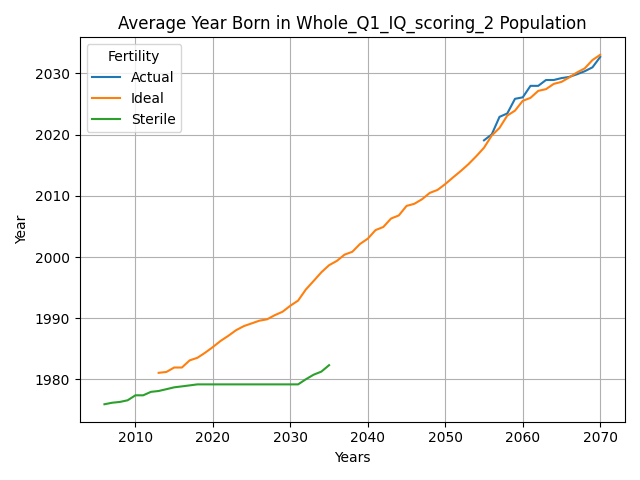 Average Year Born in Whole_Q1_IQ_scoring_2 Population
Fertility
Actual
Ideal
Sterile
2030
2020
2010
2000
1990
1980
Year
2010 2020 2030 2040 2050 2060 2070
Years